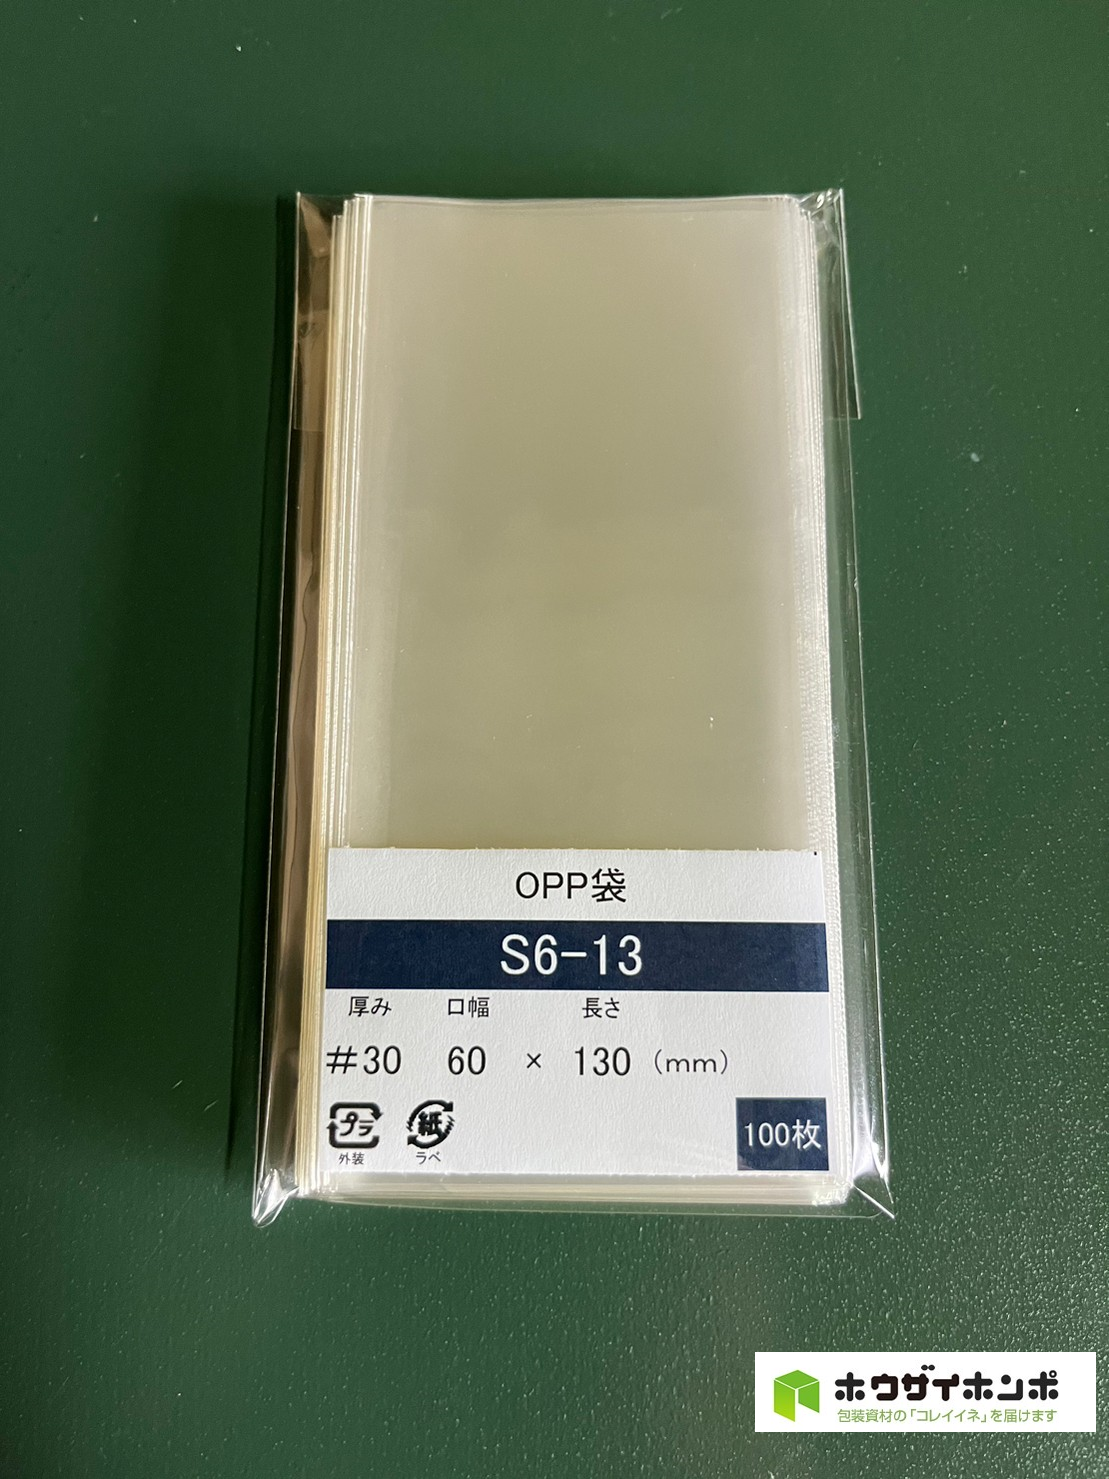 OPP袋
S6-13
厚み 口幅 長さ
#30 60 × 130 (mm)
プラ 紙
外装 ラベ
100枚
ホウザイホンポ
包装資材の「コレイイネ」を届けます